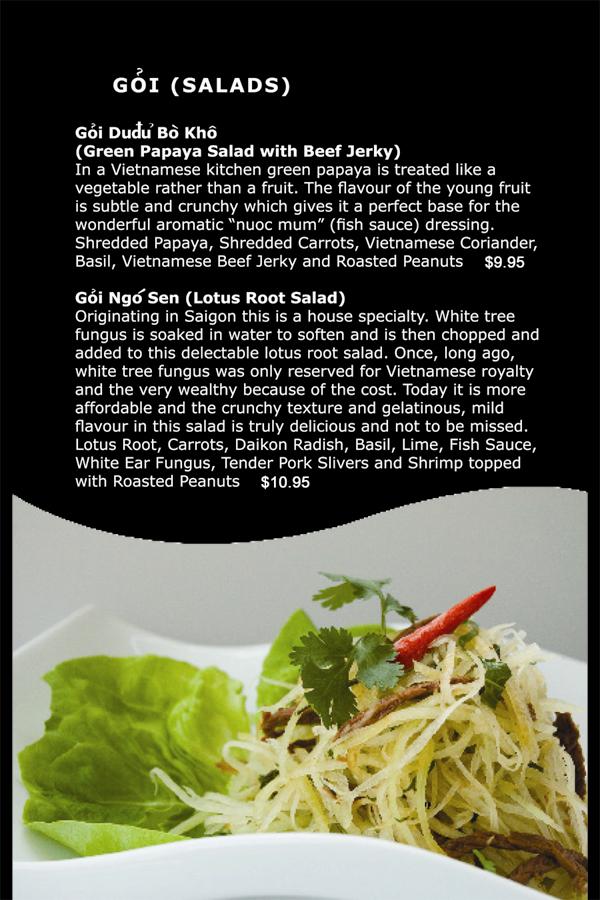 GỎI (SALADS)
Gỏi Duđủ Bò Khô
(Green Papaya Salad with Beef Jerky)
In a Vietnamese kitchen green papaya is treated like a
vegetable rather than a fruit. The flavour of the young fruit
is subtle and crunchy which gives it a perfect base for the
wonderful aromatic “nuoc mum” (fish sauce) dressing.
Shredded Papaya, Shredded Carrots, Vietnamese Coriander,
Basil, Vietnamese Beef Jerky and Roasted Peanuts $9.95
Gỏi Ngó Sen (Lotus Root Salad)
Originating in Saigon this is a house specialty. White tree
fungus is soaked in water to soften and is then chopped and
added to this delectable lotus root salad. Once, long ago,
white tree fungus was only reserved for Vietnamese royalty
and the very wealthy because of the cost. Today it is more
affordable and the crunchy texture and gelatinous, mild
flavour in this salad is truly delicious and not to be missed.
Lotus Root, Carrots, Daikon Radish, Basil, Lime, Fish Sauce,
White Ear Fungus, Tender Pork Slivers and Shrimp topped
with Roasted Peanuts $10.95